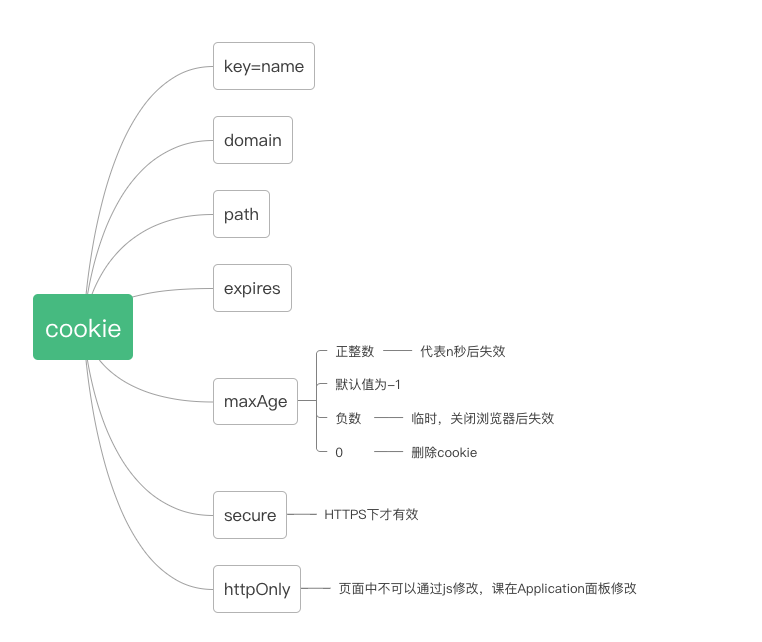 key=name
domain
path
expires
cookie
maxAge
正整数
代表n秒后失效
默认值为-1
负数
临时，关闭浏览器后失效
0
删除cookie
secure
HTTPS下才有效
httpOnly
页面中不可以通过js修改，课在Application面板修改